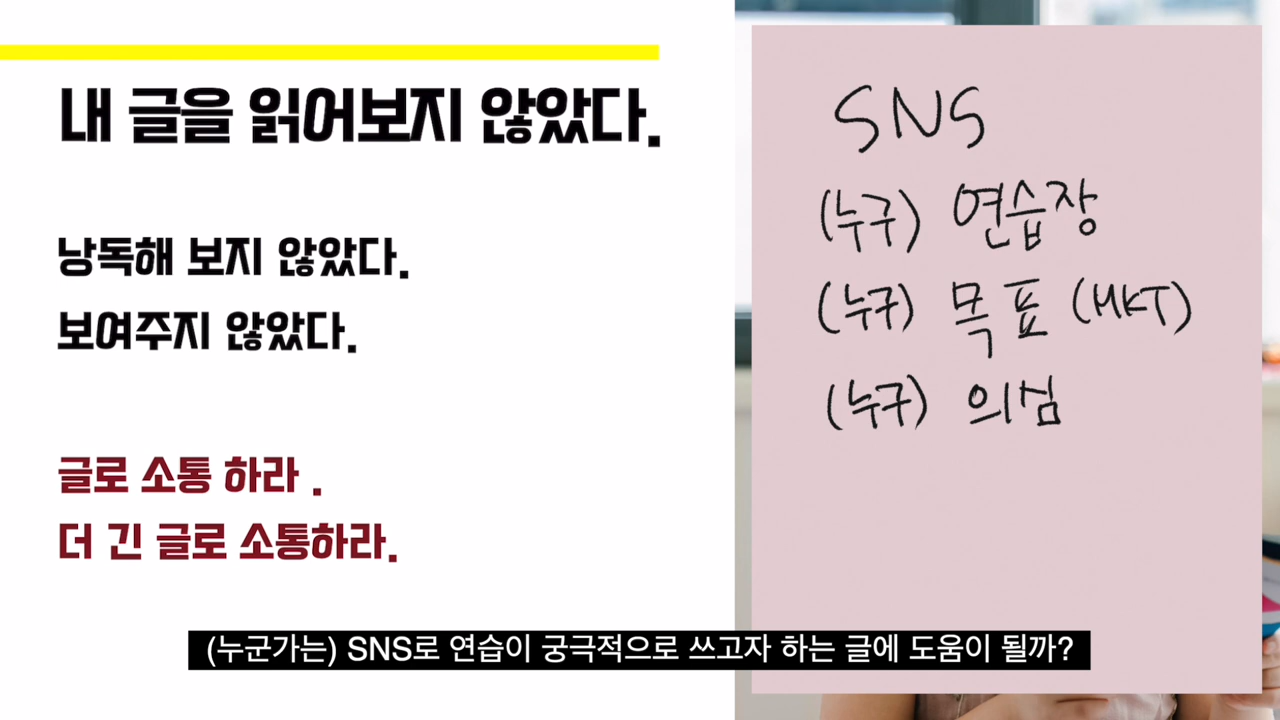 내 글을 읽어보지 않았다.
낭독해 보지 않았다.
보여주지 않았다.
글로 소통 하라 .
더 긴 글로 소통하라.
SNS
(누구) 연습장
(누구) 목표 (MKT)
(누구) 의심
(누군가는) SNS로 연습이 궁극적으로 쓰고자 하는 글에 도움이 될까?